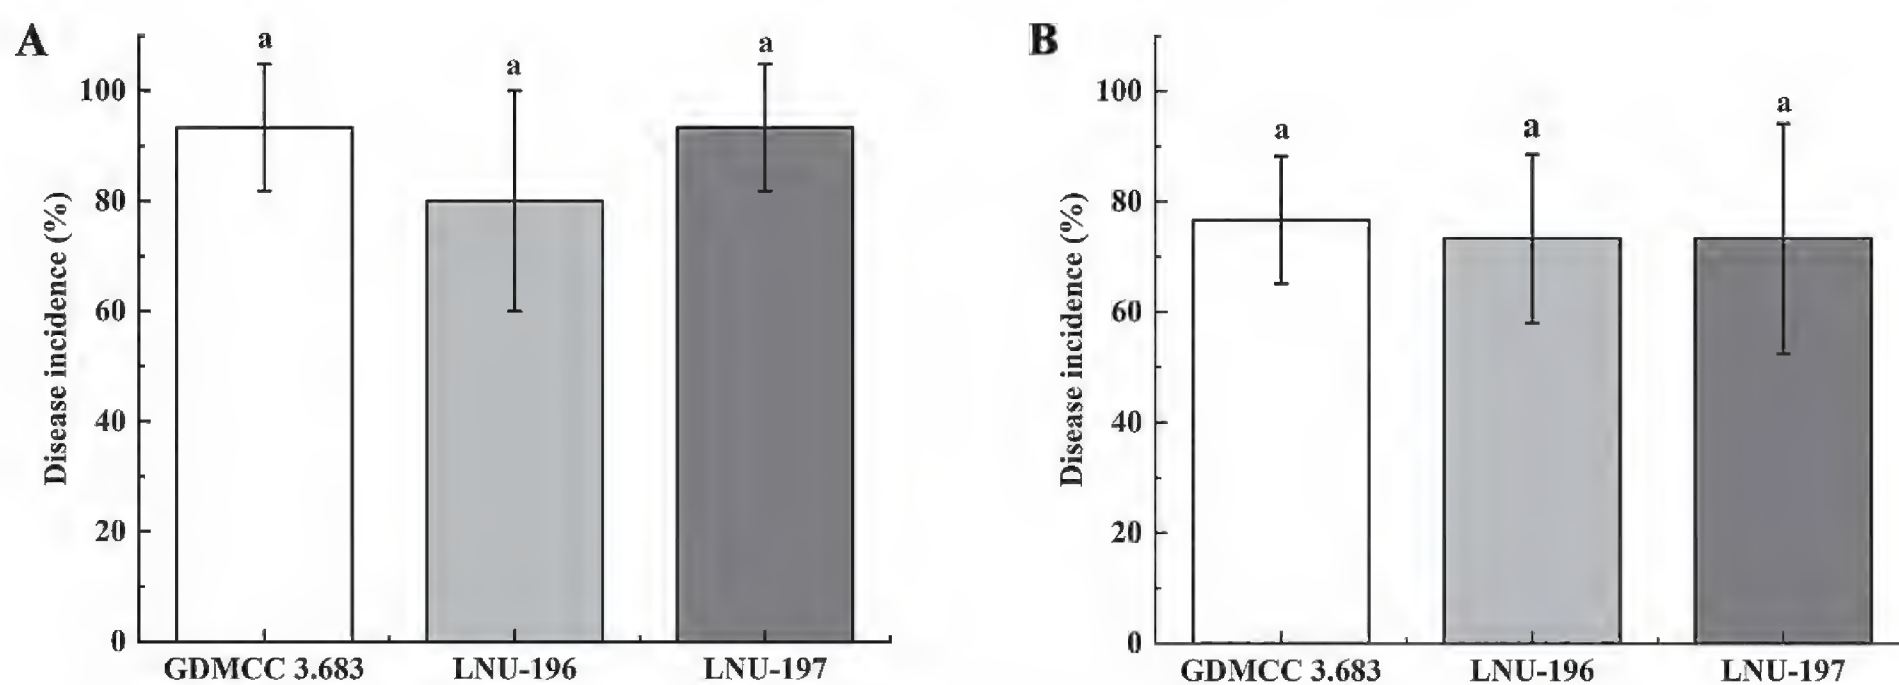 A
Disease incidence (%)
100
80
60
40
20
0
a
a
a
GDMCC 3.683
LNU-196
LNU-197
B
Disease incidence (%)
100
80
60
40
20
0
a
a
a
GDMCC 3.683
LNU-196
LNU-197